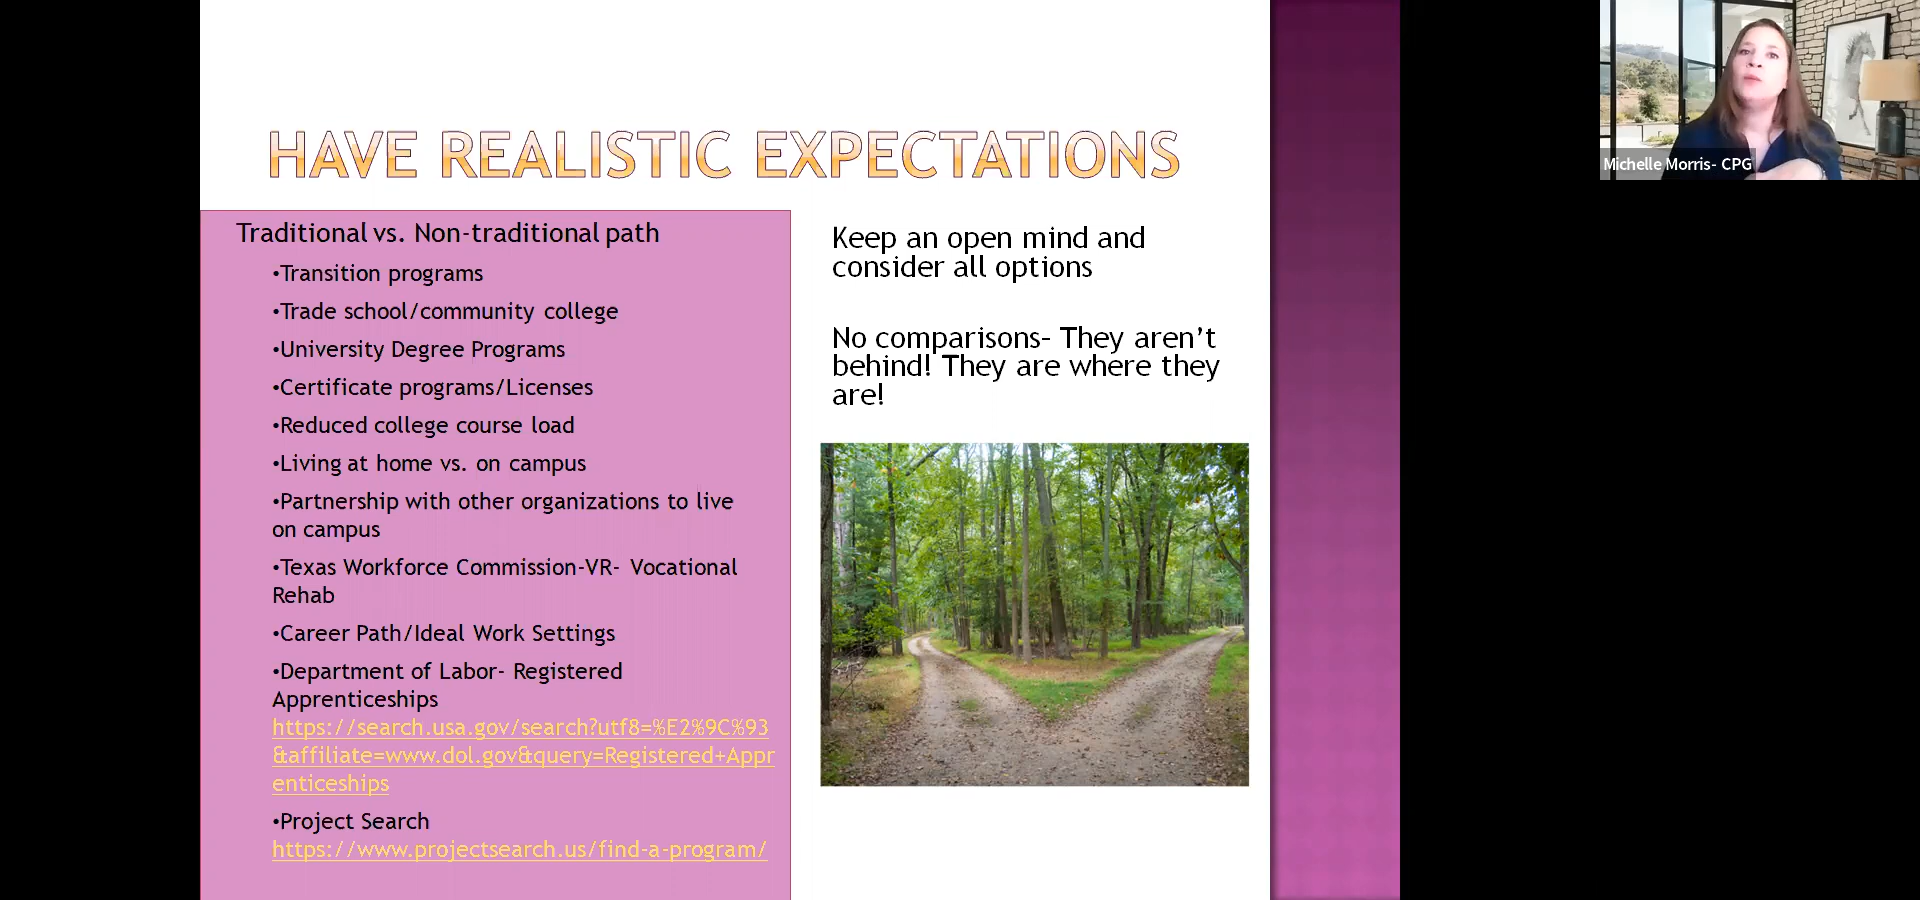 HAVE REALISTIC EXPECTATIONS
Traditional vs. Non-traditional path
•Transition programs
•Trade school/community college
•University Degree Programs
•Certificate programs/Licenses
•Reduced college course load
•Living at home vs. on campus
•Partnership with other organizations to live
on campus
•Texas Workforce Commission-VR- Vocational
Rehab
•Career Path/Ideal Work Settings
•Department of Labor- Registered
Apprenticeships
https://search.usa.gov/search?utf8=%E2%9C%93
&affiliate=www.dol.gov&query=Registered+Appr
enticeships
•Project Search
https://www.projectsearch.us/find-a-program/
Keep an open mind and
consider all options
No comparisons- They aren’t
behind! They are where they
are!
Michelle Morris- CPG